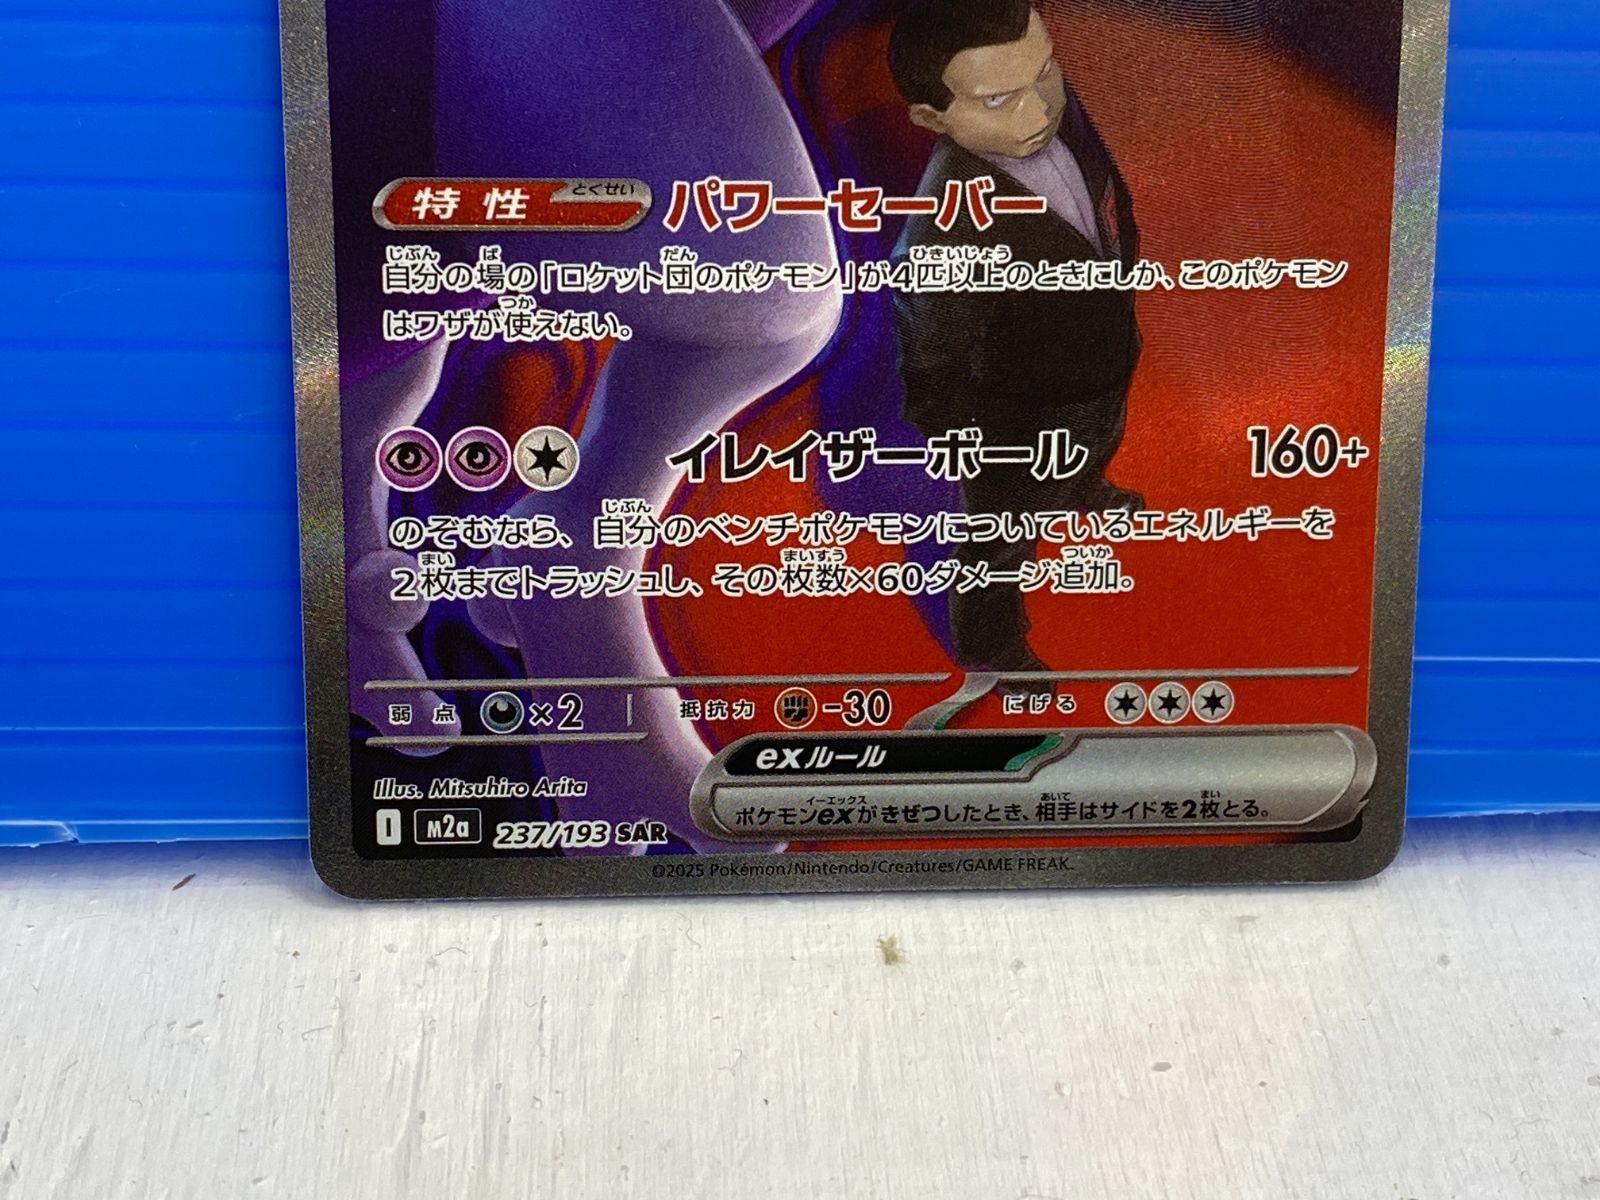 特性 とくせい パワーセーバー
じぶん ば だん ひきいじょう
自分の場の「ロケット団のポケモン」が4匹以上のときにしか、このポケモン
つか
はワザが使えない。
イレイザーボール 160+
じぶん
のぞむなら、自分のベンチポケモンについているエネルギーを
まい まいすう ついか
2枚までトラッシュし、その枚数×60ダメージ追加。
弱点 ×2 抵抗力 -30 にげる
exルール
イーエックス あいて まい
ポケモンexがきぜつしたとき、相手はサイドを2枚とる。
Illus. Mitsuhiro Arita
I M2a 237/193 SAR
©2025 Pokémon/Nintendo/Creatures/GAME FREAK.